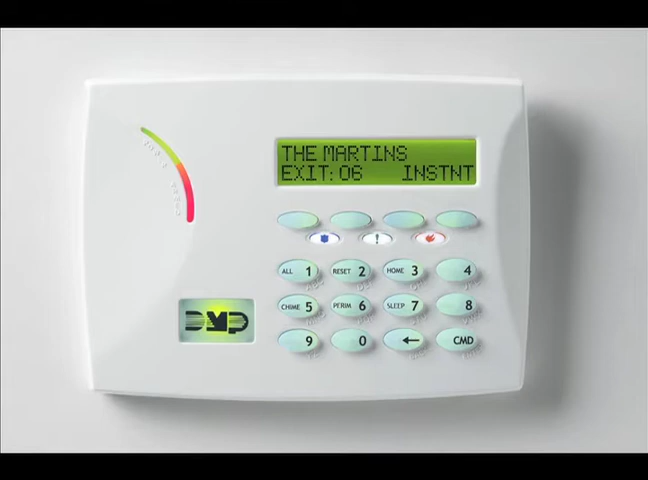 THE MARTINS
EXIT: 06 INSTNT
ALL 1 RESET 2 HOME 3 4
CHIME 5 PERIM 6 SLEEP 7 8
9 0 ← CMD
DMP